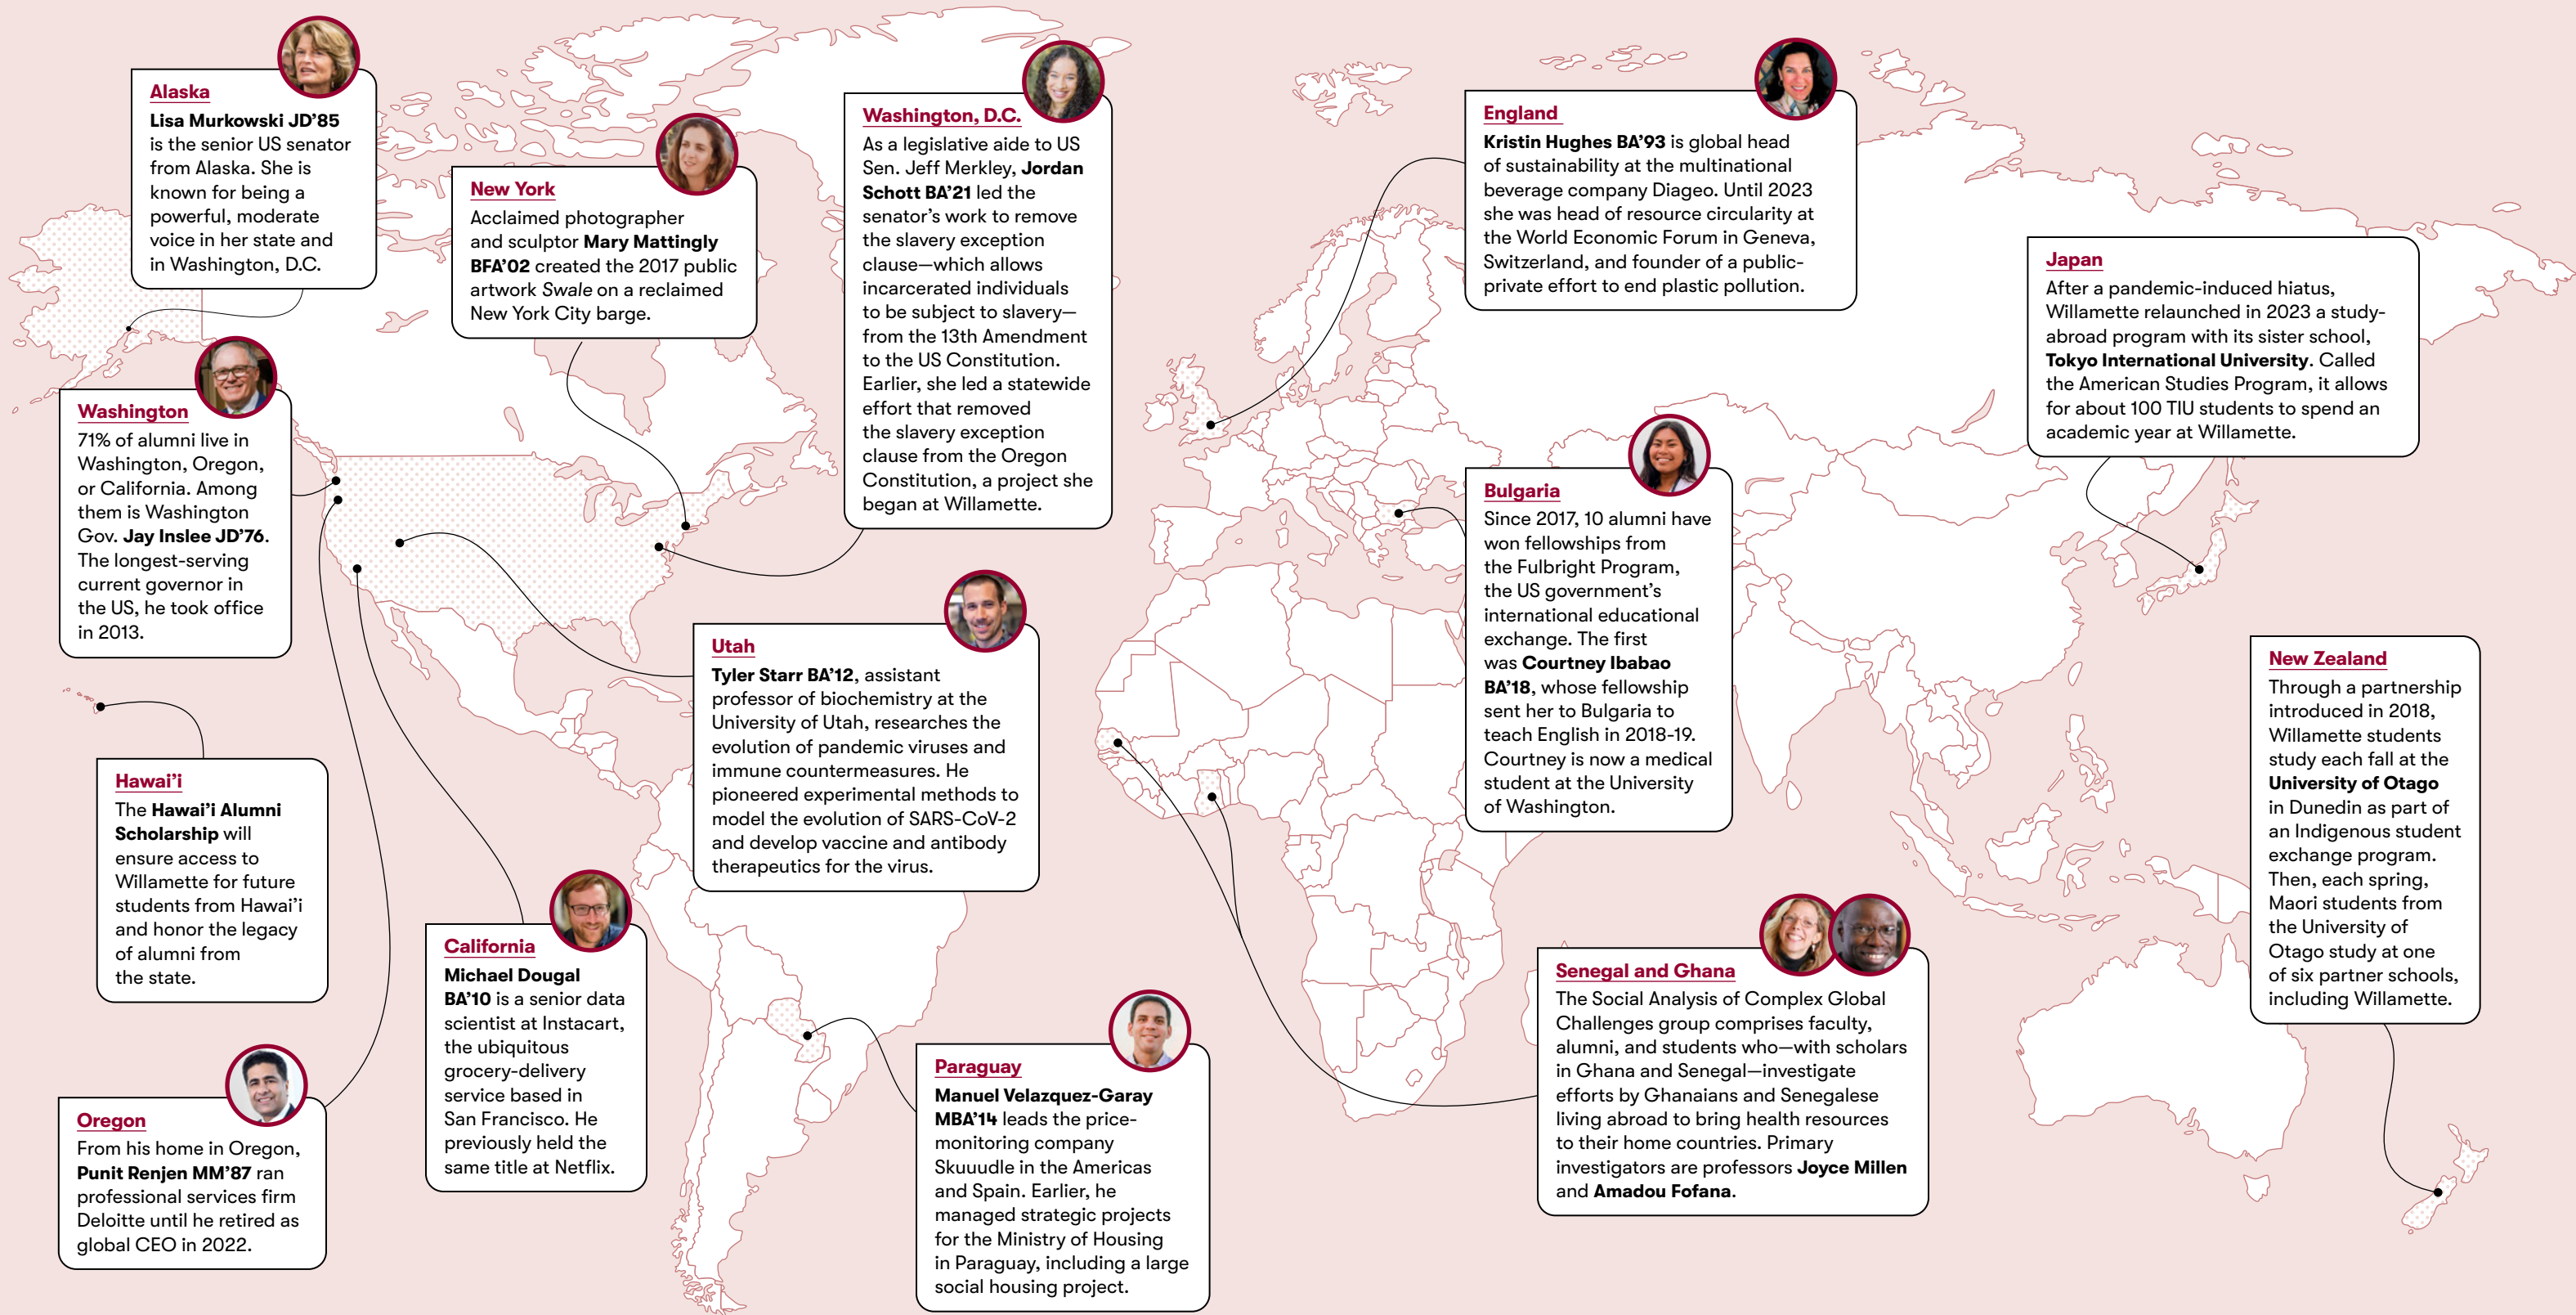 Alaska
Lisa Murkowski JD’85
is the senior US senator
from Alaska. She is
known for being a
powerful, moderate
voice in her state and
in Washington, D.C.
New York
Acclaimed photographer
and sculptor Mary Mattingly
BFA’02 created the 2017 public
artwork Swale on a reclaimed
New York City barge.
Washington, D.C.
As a legislative aide to US
Sen. Jeff Merkley, Jordan
Schott BA’21 led the
senator’s work to remove
the slavery exception
clause—which allows
incarcerated individuals
to be subject to slavery—
from the 13th Amendment
to the US Constitution.
Earlier, she led a statewide
effort that removed
the slavery exception
clause from the Oregon
Constitution, a project she
began at Willamette.
England
Kristin Hughes BA’93 is global head
of sustainability at the multinational
beverage company Diageo. Until 2023
she was head of resource circularity at
the World Economic Forum in Geneva,
Switzerland, and founder of a public-
private effort to end plastic pollution.
Japan
After a pandemic-induced hiatus,
Willamette relaunched in 2023 a study-
abroad program with its sister school,
Tokyo International University. Called
the American Studies Program, it allows
for about 100 TIU students to spend an
academic year at Willamette.
Washington
71% of alumni live in
Washington, Oregon,
or California. Among
them is Washington
Gov. Jay Inslee JD’76.
The longest-serving
current governor in
the US, he took office
in 2013.
Bulgaria
Since 2017, 10 alumni have
won fellowships from
the Fulbright Program,
the US government’s
international educational
exchange. The first
was Courtney Ibabao
BA’18, whose fellowship
sent her to Bulgaria to
teach English in 2018-19.
Courtney is now a medical
student at the University
of Washington.
Utah
Tyler Starr BA’12, assistant
professor of biochemistry at the
University of Utah, researches the
evolution of pandemic viruses and
immune countermeasures. He
pioneered experimental methods to
model the evolution of SARS-CoV-2
and develop vaccine and antibody
therapeutics for the virus.
New Zealand
Through a partnership
introduced in 2018,
Willamette students
study each fall at the
University of Otago
in Dunedin as part of
an Indigenous student
exchange program.
Then, each spring,
Maori students from
the University of
Otago study at one
of six partner schools,
including Willamette.
Hawai’i
The Hawai’i Alumni
Scholarship will
ensure access to
Willamette for future
students from Hawai’i
and honor the legacy
of alumni from
the state.
California
Michael Dougal
BA’10 is a senior data
scientist at Instacart,
the ubiquitous
grocery-delivery
service based in
San Francisco. He
previously held the
same title at Netflix.
Senegal and Ghana
The Social Analysis of Complex Global
Challenges group comprises faculty,
alumni, and students who—with scholars
in Ghana and Senegal—investigate
efforts by Ghanaians and Senegalese
living abroad to bring health resources
to their home countries. Primary
investigators are professors Joyce Millen
and Amadou Fofana.
Paraguay
Manuel Velazquez-Garay
MBA’14 leads the price-
monitoring company
Skuuudle in the Americas
and Spain. Earlier, he
managed strategic projects
for the Ministry of Housing
in Paraguay, including a large
social housing project.
Oregon
From his home in Oregon,
Punit Renjen MM’87 ran
professional services firm
Deloitte until he retired as
global CEO in 2022.